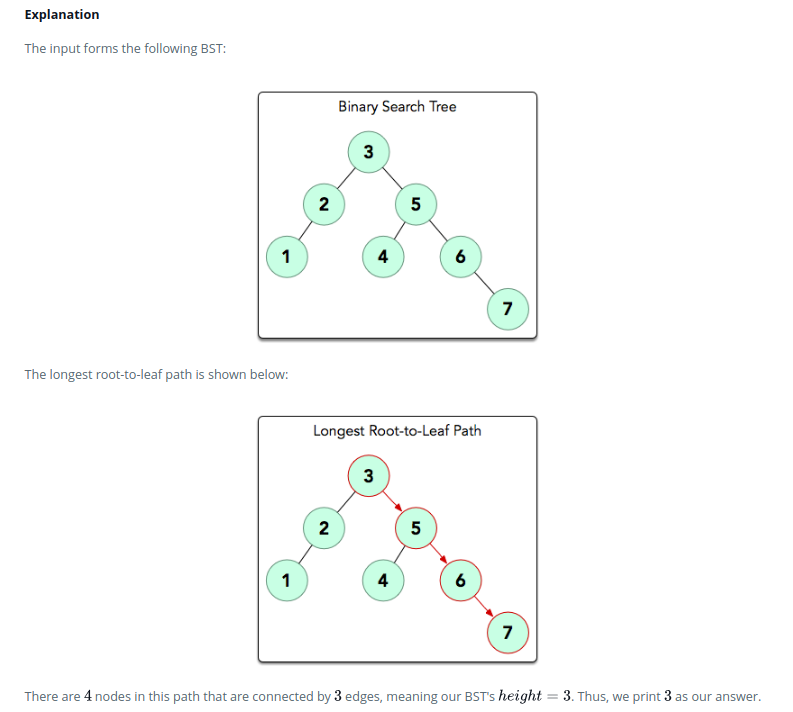 Explanation
The input forms the following BST:
Binary Search Tree
3
2 5
1 4 6
7
The longest root-to-leaf path is shown below:
Longest Root-to-Leaf Path
3
2 5
1 4 6
7
There are 4 nodes in this path that are connected by 3 edges, meaning our BST's height = 3. Thus, we print 3 as our answer.